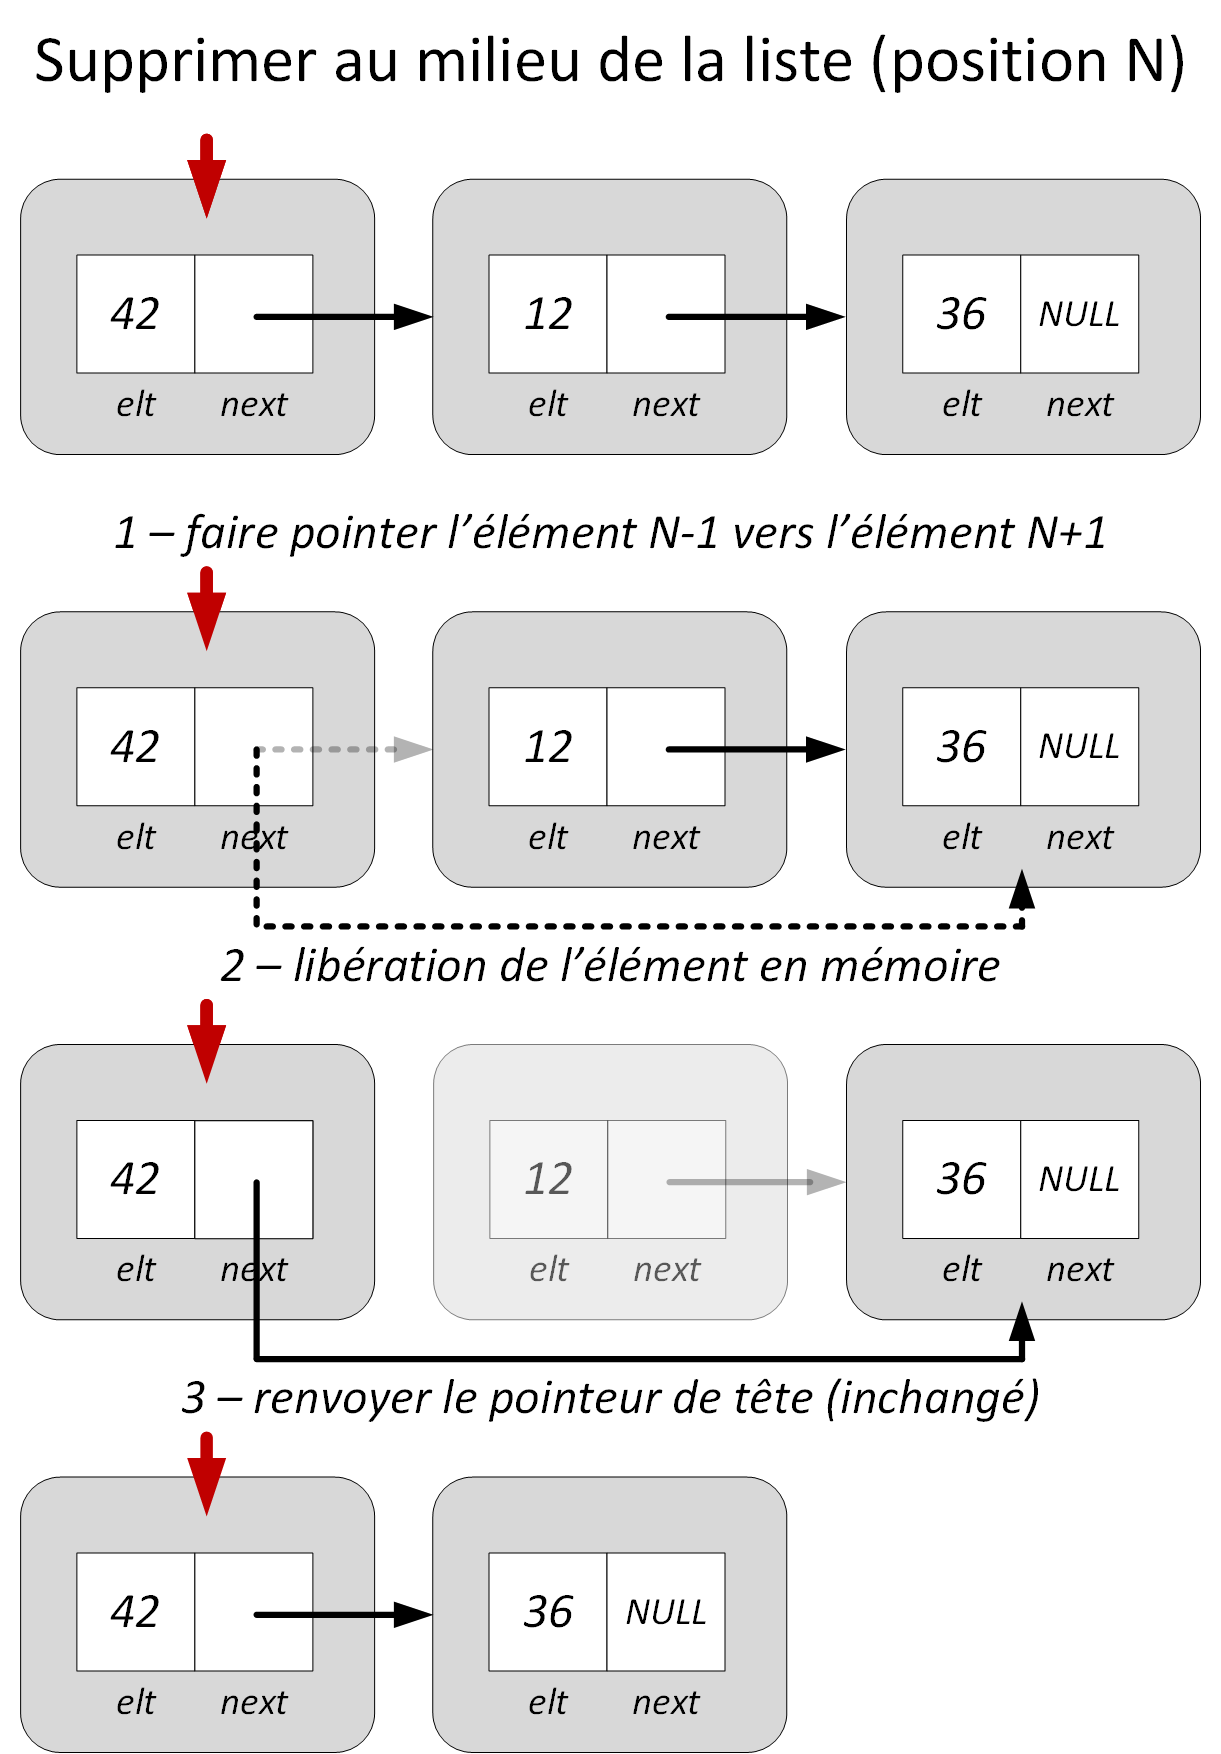 Supprimer au milieu de la liste (position N)
42 12 36 NULL
elt next elt next elt next
1 – faire pointer l’élément N-1 vers l’élément N+1
42 12 36 NULL
elt next elt next elt next
2 – libération de l’élément en mémoire
42 12 36 NULL
elt next elt next elt next
3 – renvoyer le pointeur de tête (inchangé)
42 36 NULL
elt next elt next